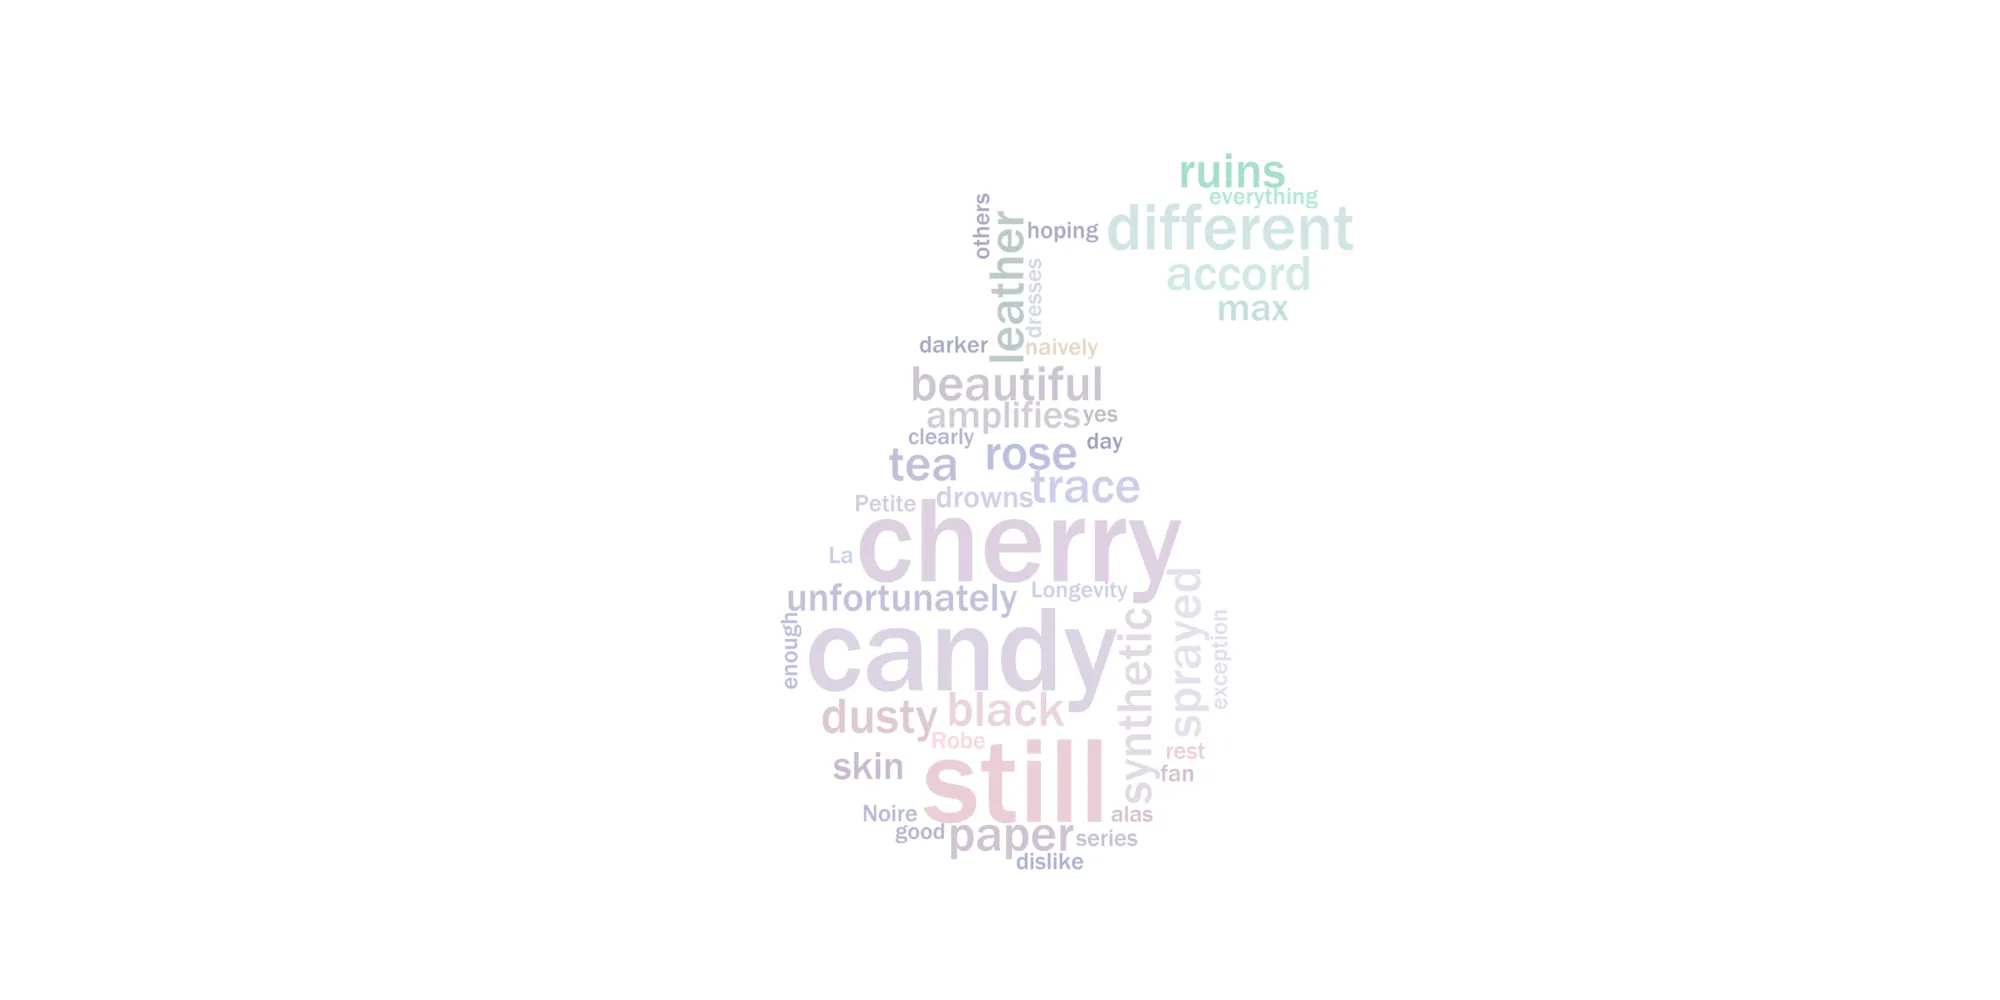 ruins
everything
others
leather
hoping
different
dresses
accord
max
darker
naively
beautiful
amplifies
yes
clearly
day
tea
rose
trace
Petite
drowns
cherry
La
unfortunately
Longevity
sprayed
enough
candy
synthetic
exception
dusty
black
Robe
still
rest
skin
fan
Noire
alas
good
paper
series
dislike